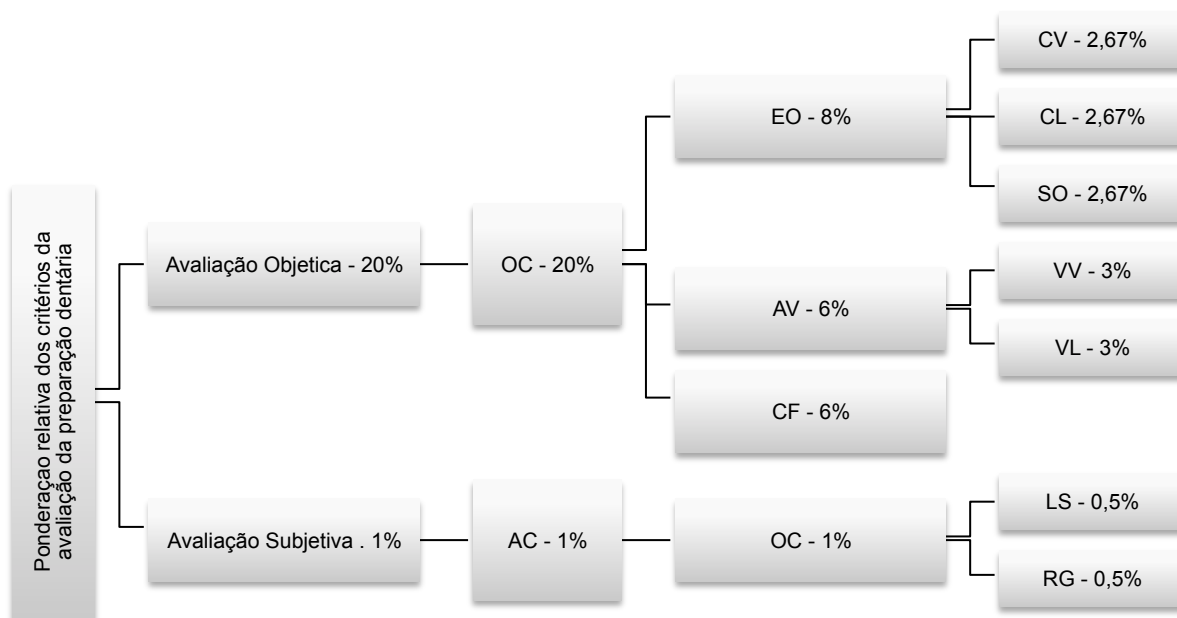 Ponderaçao relativa dos critérios da
avaliação da preparação dentária
Avaliação Objetica - 20%
OC - 20%
EO - 8%
CV - 2,67%
CL - 2,67%
SO - 2,67%
AV - 6%
VV - 3%
VL - 3%
CF - 6%
Avaliação Subjetiva . 1%
AC - 1%
OC - 1%
LS - 0,5%
RG - 0,5%